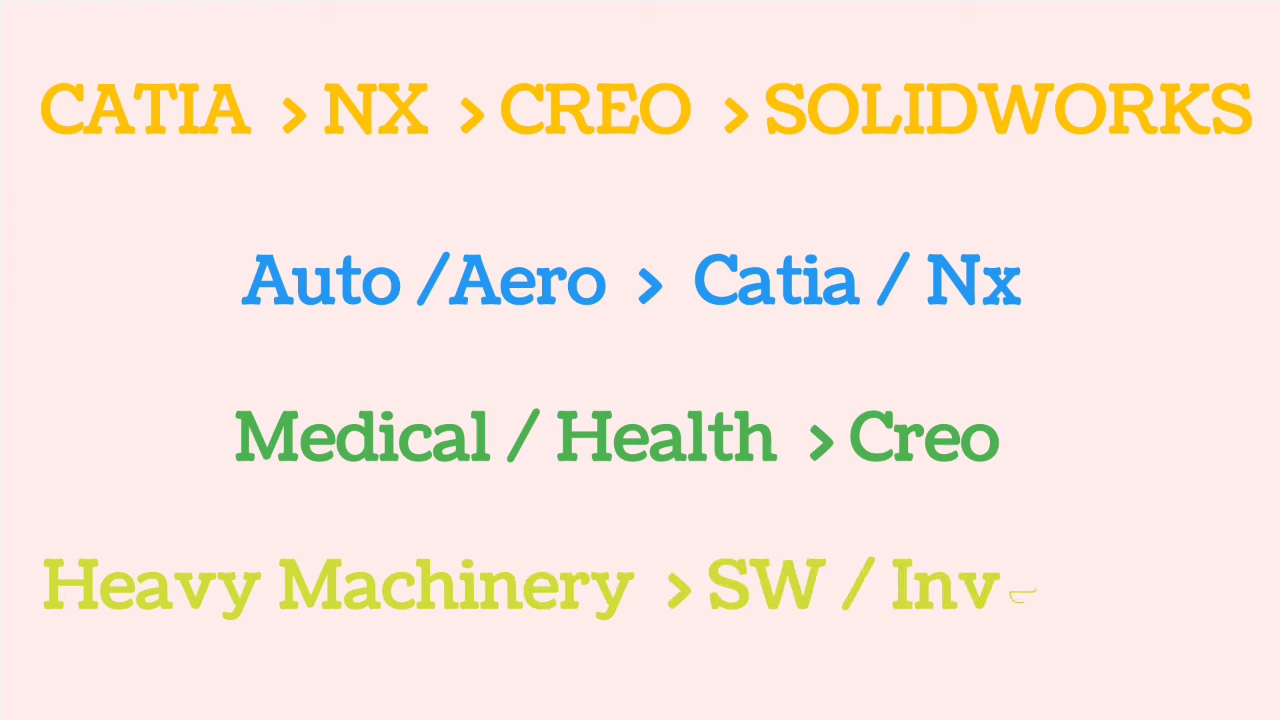 CATIA > NX > CREO > SOLIDWORKS
Auto /Aero > Catia / Nx
Medical / Health > Creo
Heavy Machinery > SW / Inv